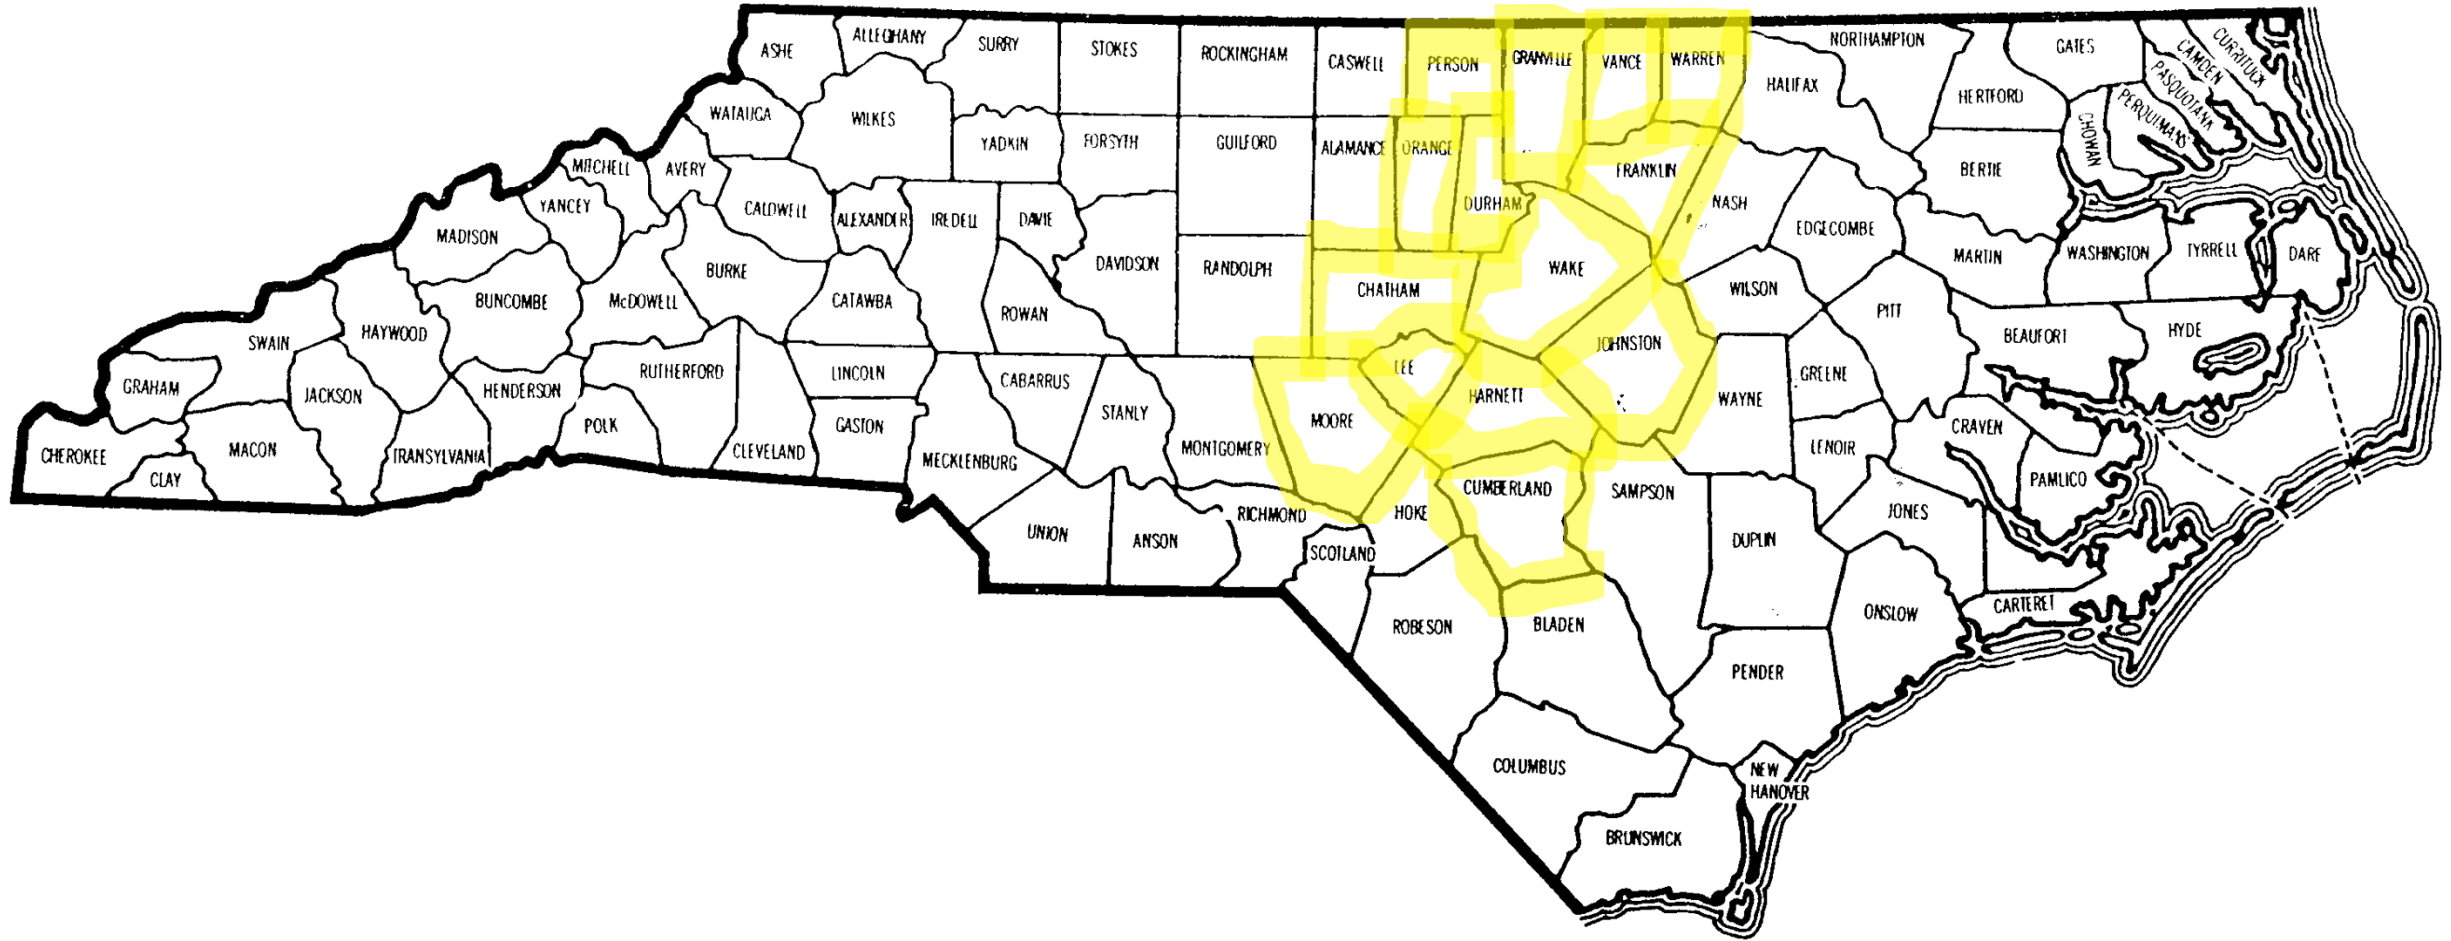 ASHE
ALLEGHANY
SURRY
STOKES
ROCKINGHAM
CASWELL
PERSON
GRANVILLE
VANCE
WARREN
NORTHAMPTON
GATES
CURRITUCK
CAMDEN
PASQUOTANK
PERQUIMANS
CHOWAN
HALIFAX
HERTFORD
WATAUGA
WILKES
YADKIN
FORSYTH
GUILFORD
ALAMANCE
ORANGE
DURHAM
FRANKLIN
NASH
BERTIE
MITCHELL
AVERY
YANCEY
CALDWELL
ALEXANDER
IREDELL
DAVIE
EDGECOMBE
MADISON
BURKE
DAVIDSON
RANDOLPH
CHATHAM
WAKE
WILSON
MARTIN
WASHINGTON
TYRRELL
DARE
BUNCOMBE
McDOWELL
CATAWBA
ROWAN
PITT
BEAUFORT
HYDE
SWAIN
HAYWOOD
GRAHAM
JACKSON
HENDERSON
RUTHERFORD
LINCOLN
CABARRUS
STANLY
LEE
JOHNSTON
HARNETT
GREENE
WAYNE
MOORE
POLK
GASTON
CLEVELAND
CHEROKEE
CLAY
MACON
TRANSYLVANIA
MECKLENBURG
MONTGOMERY
LENOIR
CRAVEN
PAMLICO
UNION
ANSON
RICHMOND
SCOTLAND
HOKE
CUMBERLAND
SAMPSON
DUPLIN
JONES
CARTERET
ONSLOW
ROBESON
BLADEN
PENDER
COLUMBUS
NEW
HANOVER
BRUNSWICK